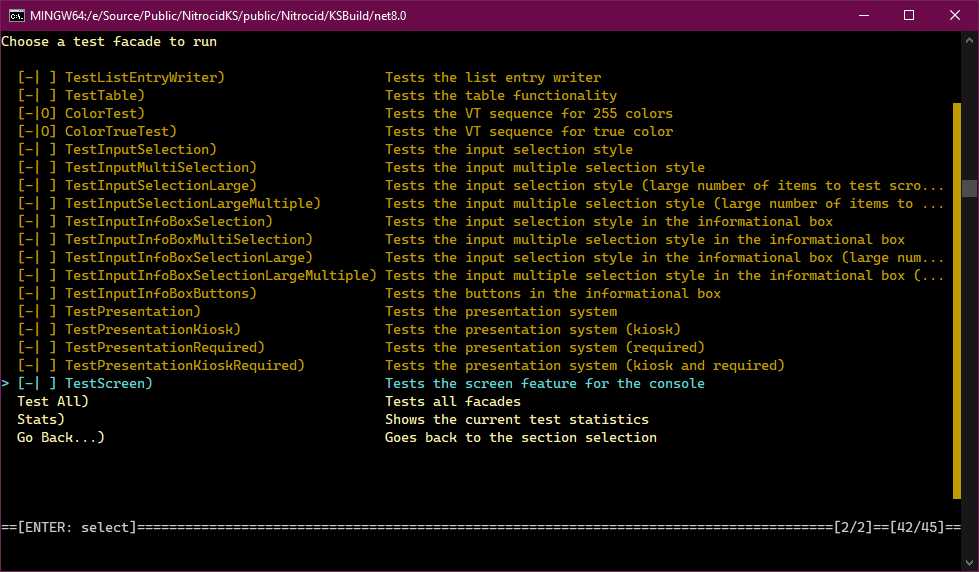 MINGW64:/e/Source/Public/NitrocidKS/public/Nitrocid/KSBuild/net8.0
Choose a test facade to run
[-| ] TestListEntryWriter) Tests the list entry writer
[-| ] TestTable) Tests the table functionality
[-|O] ColorTest) Tests the VT sequence for 255 colors
[-|O] ColorTrueTest) Tests the VT sequence for true color
[-| ] TestInputSelection) Tests the input selection style
[-| ] TestInputMultiSelection) Tests the input multiple selection style
[-| ] TestInputSelectionLarge) Tests the input selection style (large number of items to test scro...
[-| ] TestInputSelectionLargeMultiple) Tests the input multiple selection style (large number of items to ...
[-| ] TestInputInfoBoxSelection) Tests the input selection style in the informational box
[-| ] TestInputInfoBoxMultiSelection) Tests the input multiple selection style in the informational box
[-| ] TestInputInfoBoxSelectionLarge) Tests the input selection style in the informational box (large num...
[-| ] TestInputInfoBoxSelectionLargeMultiple) Tests the input multiple selection style in the informational box (...
[-| ] TestInputInfoBoxButtons) Tests the buttons in the informational box
[-| ] TestPresentation) Tests the presentation system
[-| ] TestPresentationKiosk) Tests the presentation system (kiosk)
[-| ] TestPresentationRequired) Tests the presentation system (required)
[-| ] TestPresentationKioskRequired) Tests the presentation system (kiosk and required)
> [-| ] TestScreen) Tests the screen feature for the console
Test All) Tests all facades
Stats) Shows the current test statistics
Go Back...) Goes back to the section selection
==[ENTER: select]=======================================================================================[2/2]==[42/45]==